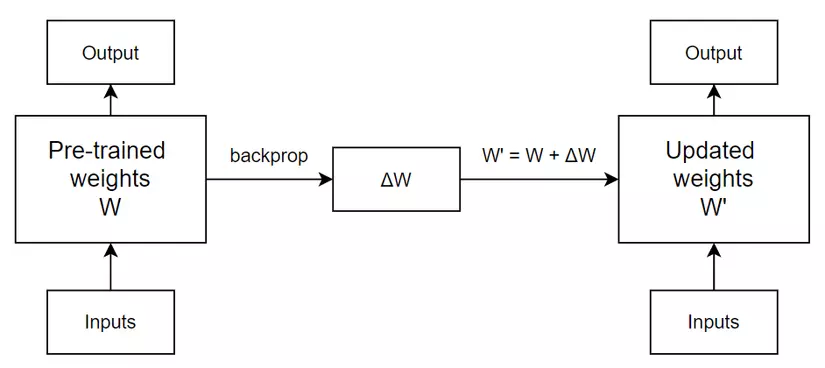 Output
Output
Pre-trained
weights
W
backprop
ΔW
W' = W + ΔW
Updated
weights
W'
Inputs
Inputs